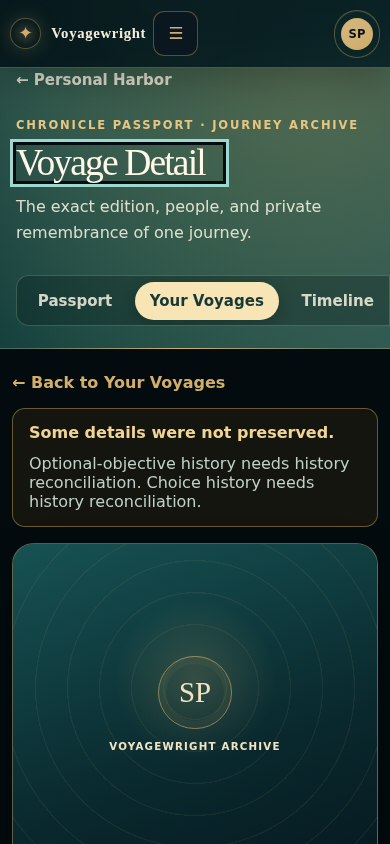 Voyagewright
SP
← Personal Harbor
CHRONICLE PASSPORT · JOURNEY ARCHIVE
Voyage Detail
The exact edition, people, and private
remembrance of one journey.
Passport
Your Voyages
Timeline
← Back to Your Voyages
Some details were not preserved.
Optional-objective history needs history
reconciliation. Choice history needs
history reconciliation.
SP
VOYAGEWRIGHT ARCHIVE